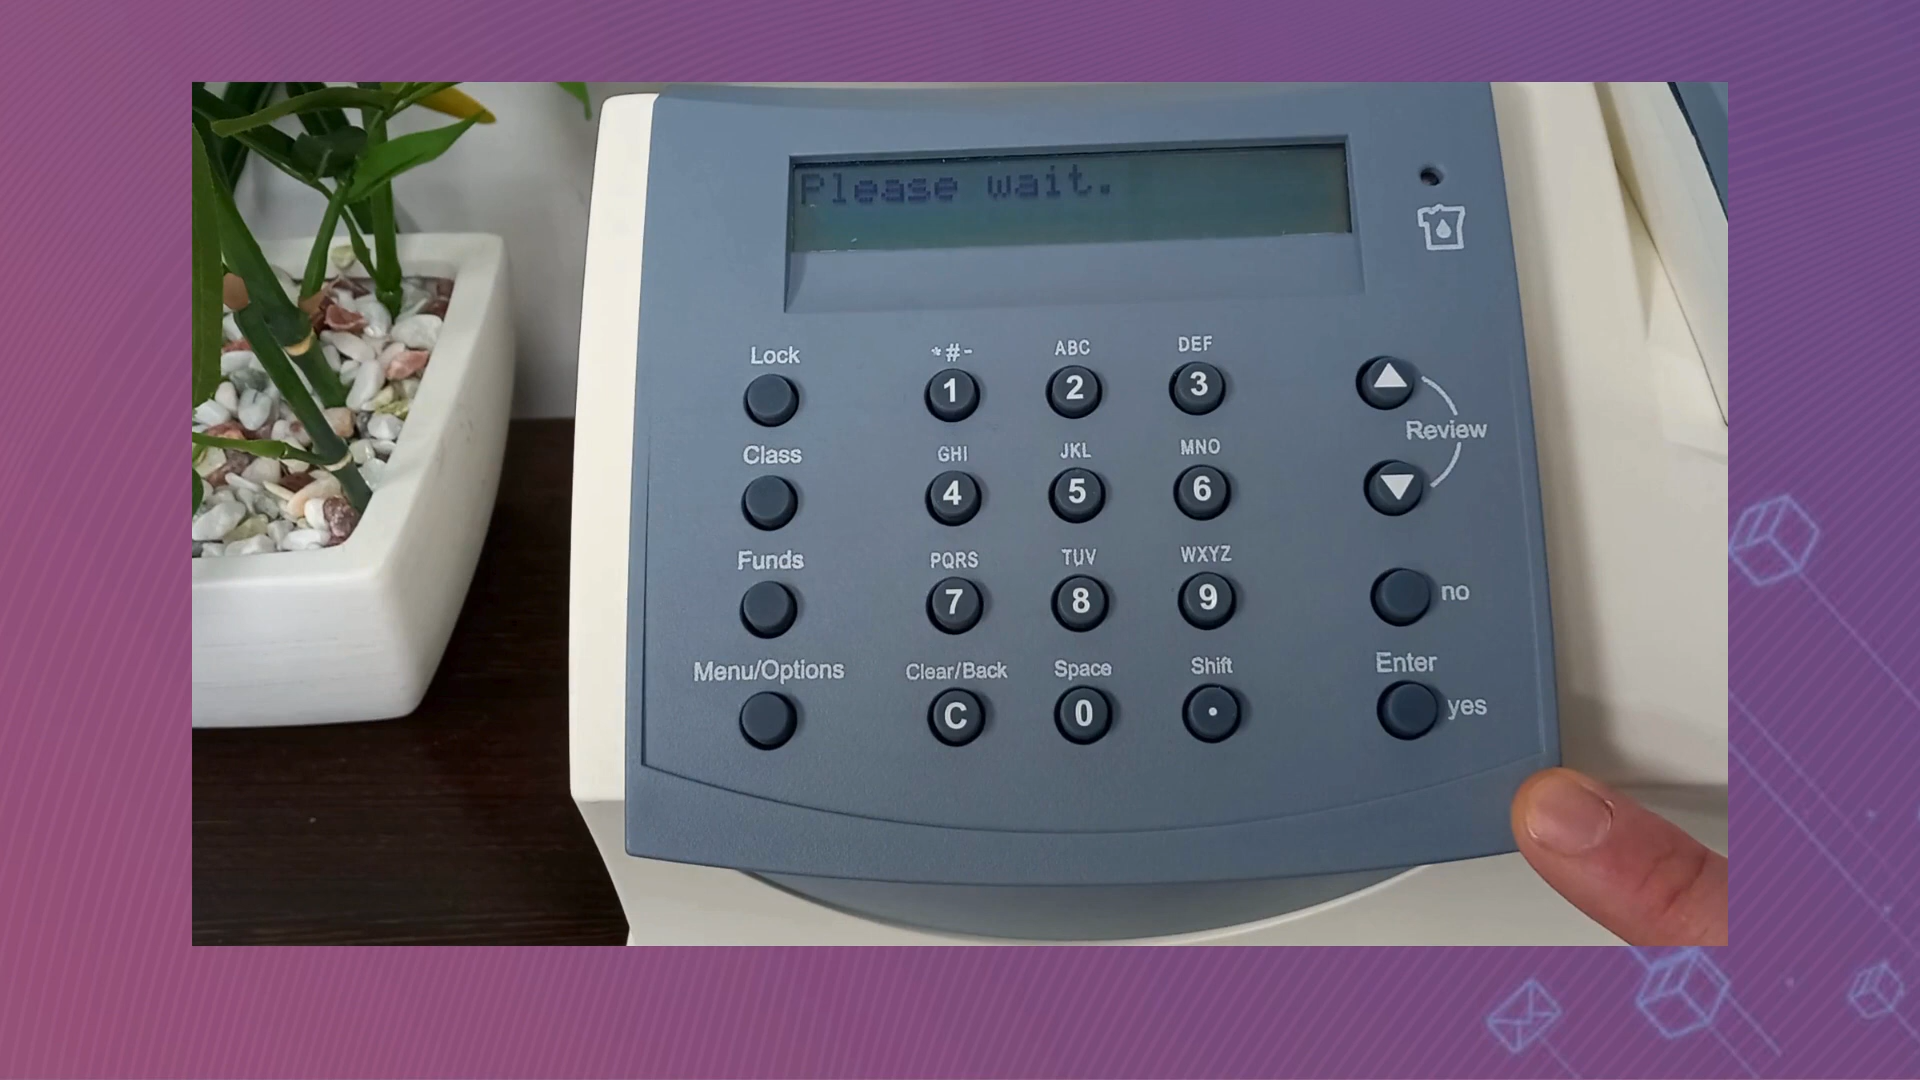 Please wait.
Lock
*#-
ABC
DEF
1
2
3
Review
Class
GHI
JKL
MNO
4
5
6
Funds
PQRS
TUV
WXYZ
7
8
9
no
Menu/Options
Clear/Back
Space
Shift
Enter
C
0
.
yes